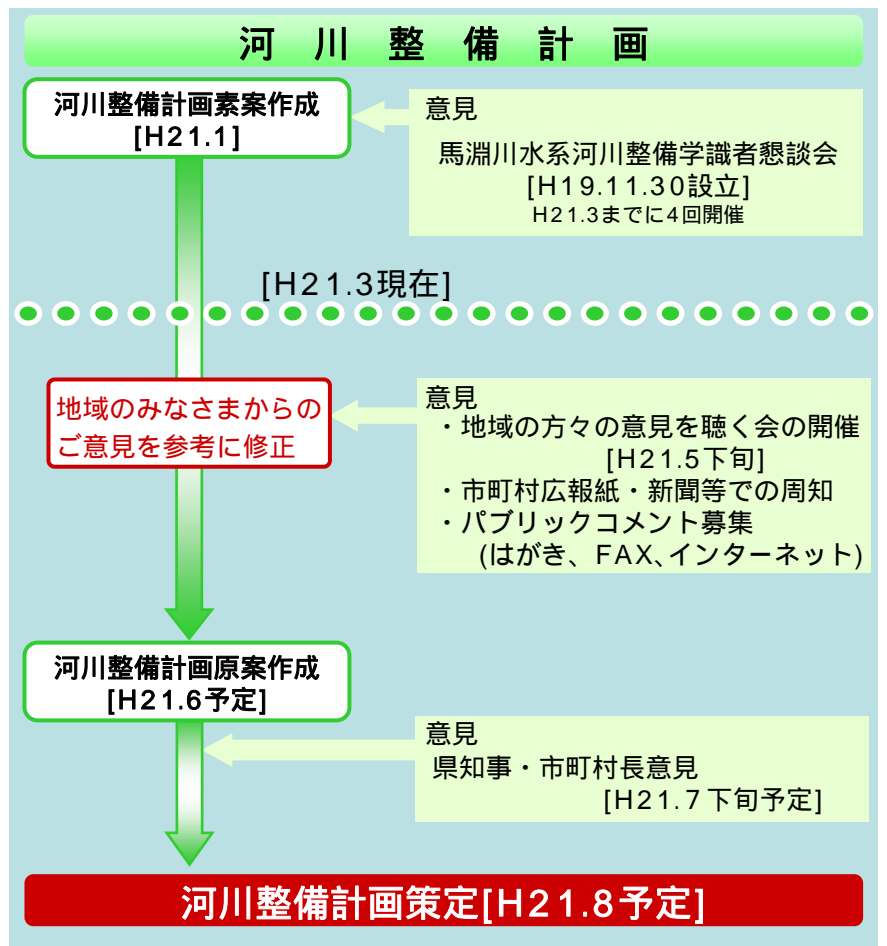 河川整備計画
河川整備計画素案作成
[H21.1]
意見
馬淵川水系河川整備学識者懇談会
[H19.11.30設立]
H21.3までに4回開催
[H21.3現在]
地域のみなさまからの
ご意見を参考に修正
意見
・地域の方々の意見を聴く会の開催
[H21.5下旬]
・市町村広報紙・新聞等での周知
・パブリックコメント募集
(はがき、FAX、インターネット)
河川整備計画原案作成
[H21.6予定]
意見
県知事・市町村長意見
[H21.7下旬予定]
河川整備計画策定[H21.8予定]